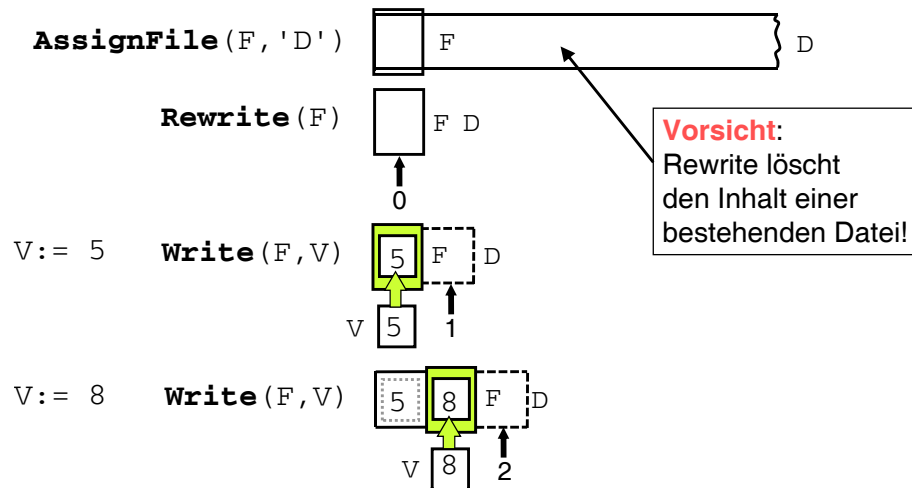 AssignFile(F,'D') F D
Rewrite(F) F D
0
Vorsicht:
Rewrite löscht
den Inhalt einer
bestehenden Datei!
V:= 5 Write(F,V) 5 F D
V 5 1
V:= 8 Write(F,V) 5 8 F D
V 8 2